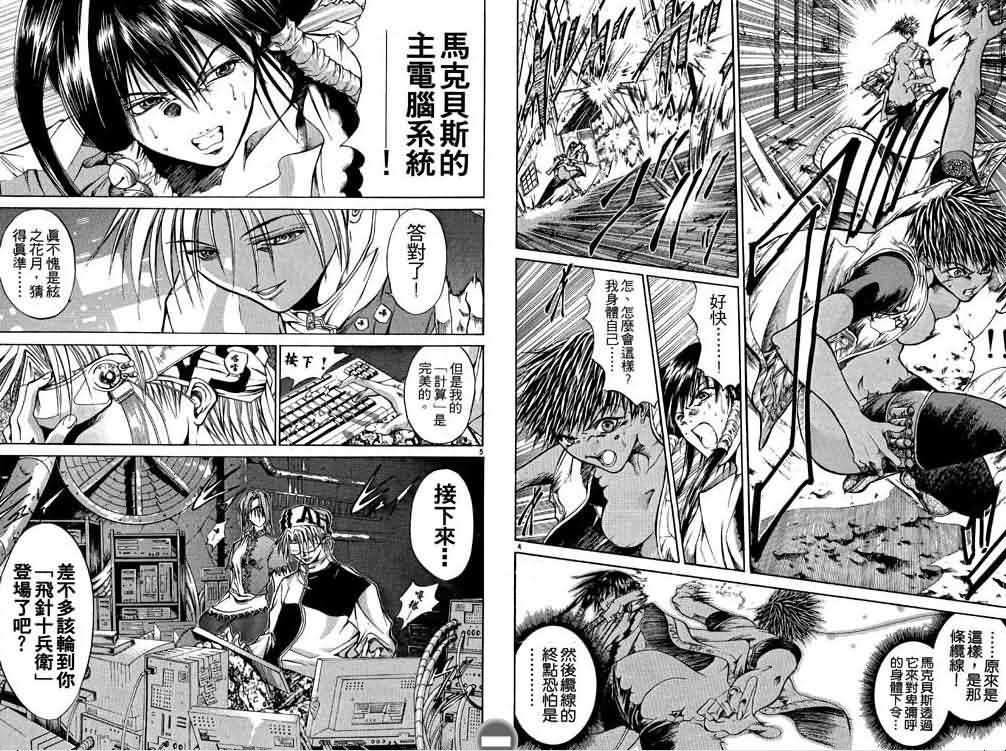 好快……！
怎、怎麼會這樣？
我身體自己……
……原來是
這樣，是那
條纜線！
馬克貝斯透過
它來對卑彌呼
的身體下令…
然後纜線的
終點恐怕是
4
——馬克貝斯的
主電腦系統——！
答對了！
真不愧是絃
之花月，猜
得真準……
但是我的
「計算」是
完美的。
接下！
5
接下來…
差不多該輪到你
「飛針十兵衛」
登場了吧？